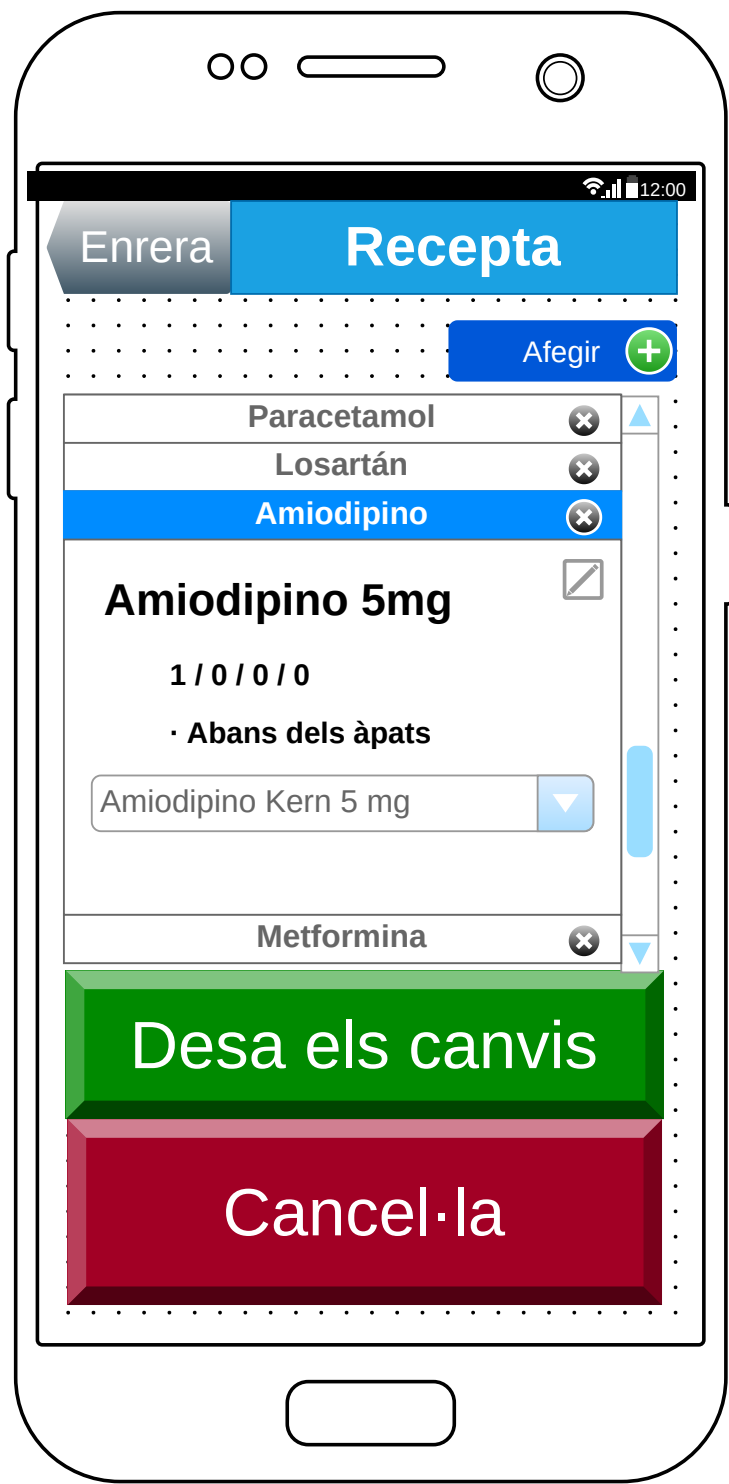 12:00
Enrera
Recepta
Afegir
Paracetamol
Losartán
Amiodipino
Amiodipino 5mg
1 / 0 / 0 / 0
· Abans dels àpats
Amiodipino Kern 5 mg
Metformina
Desa els canvis
Cancel·la